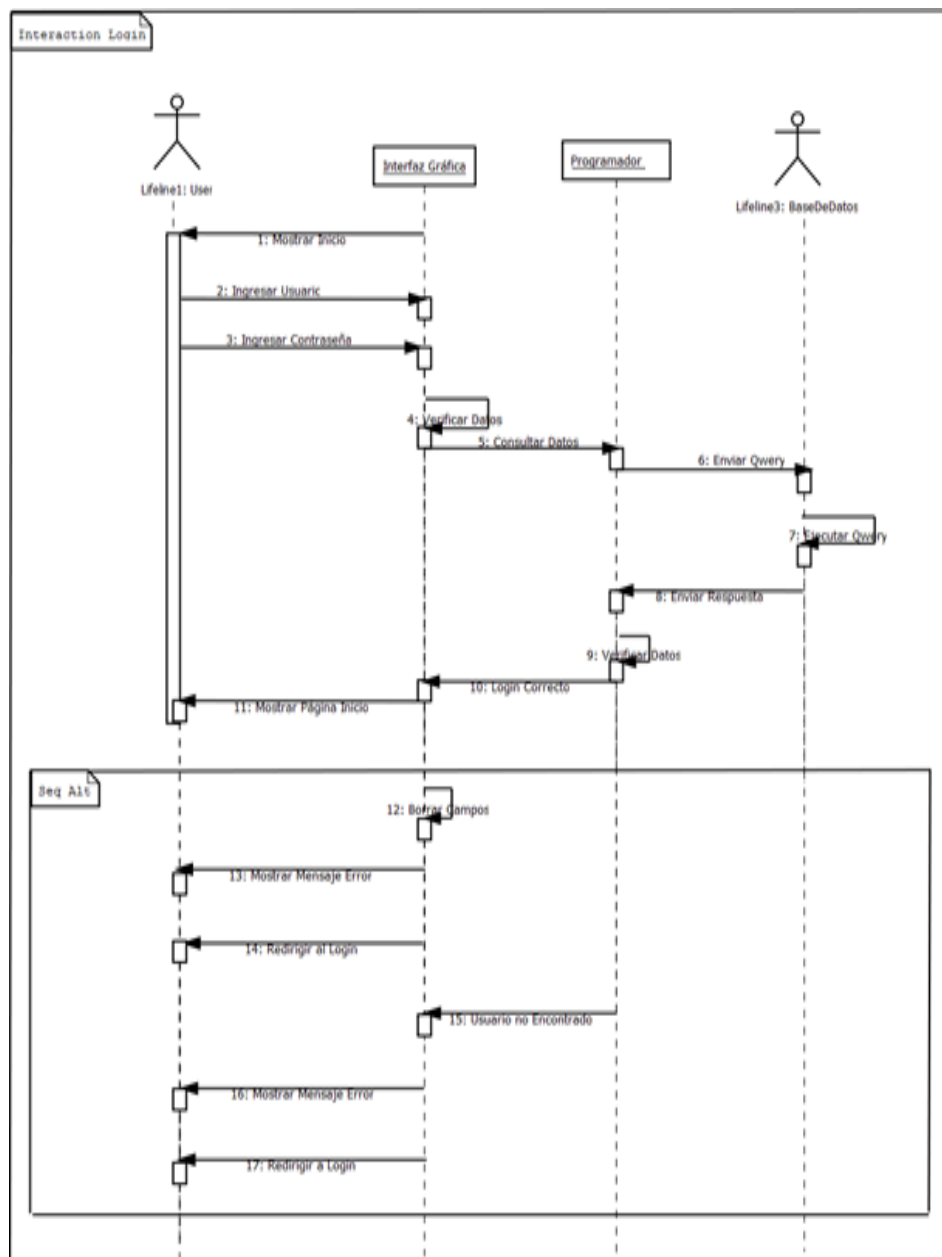 Interaction Login
Lifeline1: User
Interfaz Gráfica
Programador
Lifeline3: BaseDeDatos
1: Mostrar Inicio
2: Ingresar Usuaric
3: Ingresar Contraseña
4: Verificar Datos
5: Consultar Datos
6: Enviar Qwery
7: Ejecutar Qwery
8: Enviar Respuesta
9: Verificar Datos
10: Login Correcto
11: Mostrar Página Inicio
Seq Alt
12: Borrar Campos
13: Mostrar Mensaje Error
14: Redirigir al Login
15: Usuario no Encontrado
16: Mostrar Mensaje Error
17: Redirigir a Login